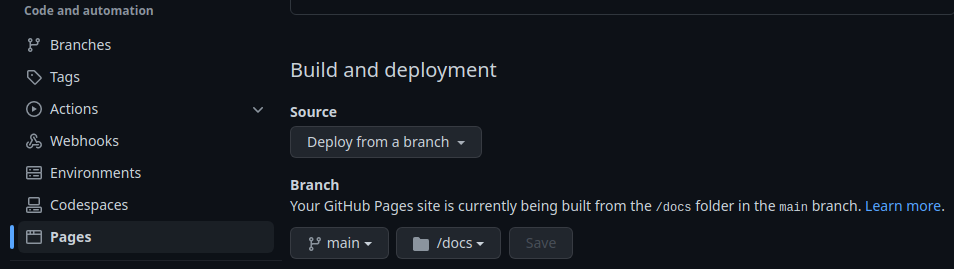 Code and automation
Branches
Tags
Actions
Webhooks
Environments
Codespaces
Pages
Build and deployment
Source
Deploy from a branch
Branch
Your GitHub Pages site is currently being built from the /docs folder in the main branch. Learn more.
main
/docs
Save